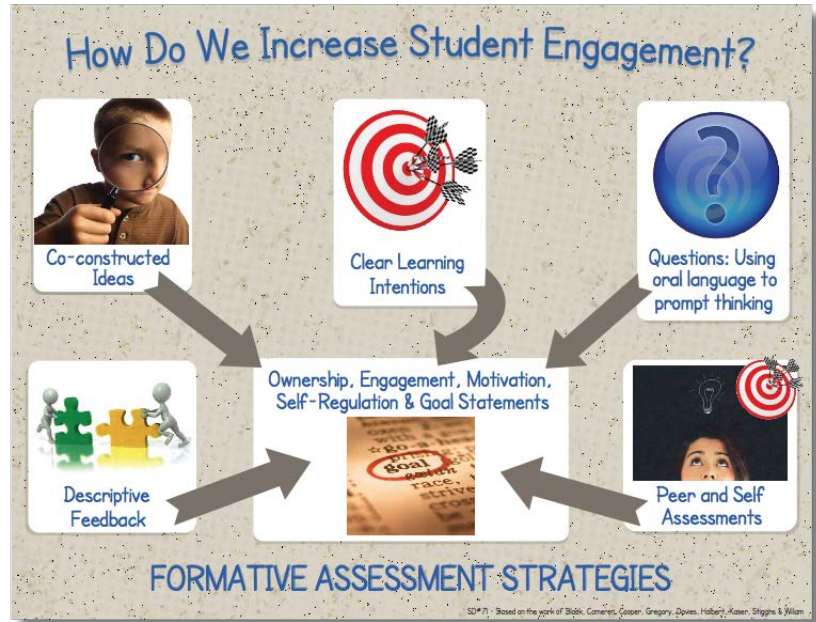 How Do We Increase Student Engagement?
Co-constructed
Ideas
Clear Learning
Intentions
Questions: Using
oral language to
prompt thinking
Ownership, Engagement, Motivation,
Self-Regulation & Goal Statements
goal
race,
strive
Descriptive
Feedback
Peer and Self
Assessments
FORMATIVE ASSESSMENT STRATEGIES
SD#71 - Based on the work of Black, Cameron, Cooper, Gregory, Davies, Halbert, Kaser, Stiggins & Wiliam